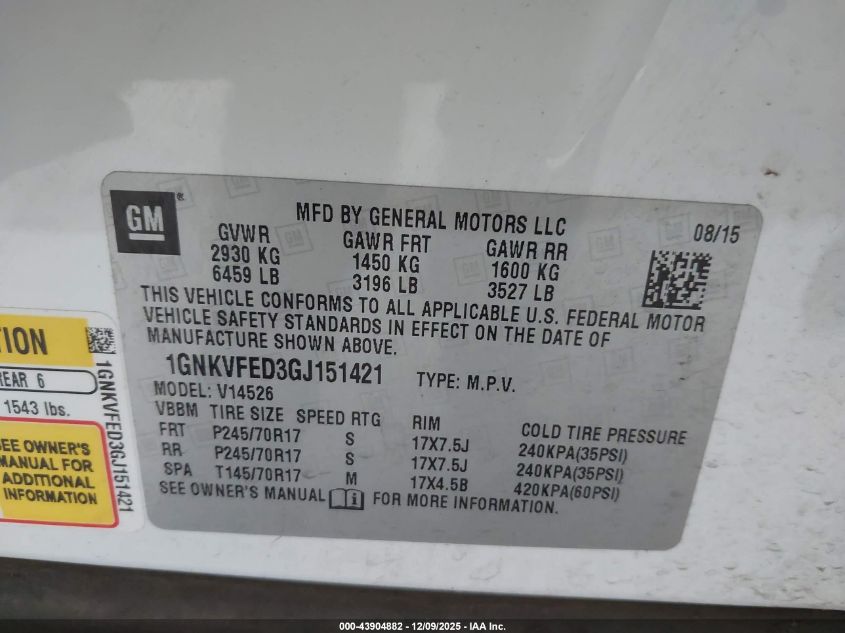 GM
MFD BY GENERAL MOTORS LLC
08/15
GVWR GAWR FRT GAWR RR
2930 KG 1450 KG 1600 KG
6459 LB 3196 LB 3527 LB
THIS VEHICLE CONFORMS TO ALL APPLICABLE U.S. FEDERAL MOTOR
VEHICLE SAFETY STANDARDS IN EFFECT ON THE DATE OF
MANUFACTURE SHOWN ABOVE.
1GNKVFED3GJ151421 TYPE: M.P.V.
MODEL: V14526
VBBM TIRE SIZE SPEED RTG RIM COLD TIRE PRESSURE
FRT P245/70R17 S 17X7.5J 240KPA(35PSI)
RR P245/70R17 S 17X7.5J 240KPA(35PSI)
SPA T145/70R17 M 17X4.5B 420KPA(60PSI)
SEE OWNER'S MANUAL FOR MORE INFORMATION.
REAR 6
1543 lbs.
SEE OWNER'S
MANUAL FOR
ADDITIONAL
INFORMATION
1GNKVFED3GJ151421
000-43904882 - 12/09/2025 - IAA Inc.